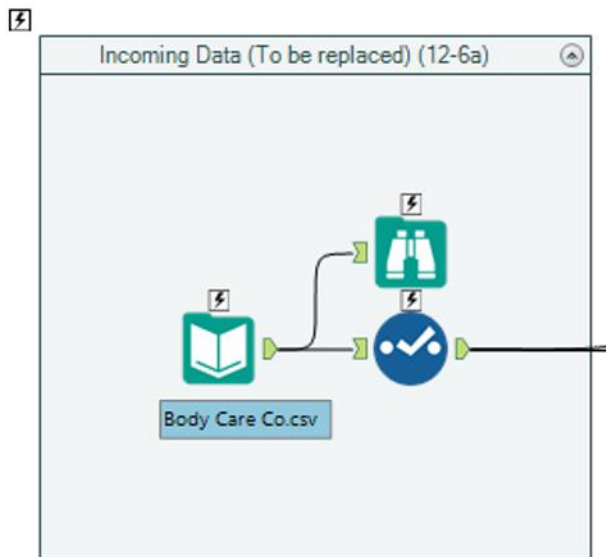 Incoming Data (To be replaced) (12-6a)
Body Care Co.csv